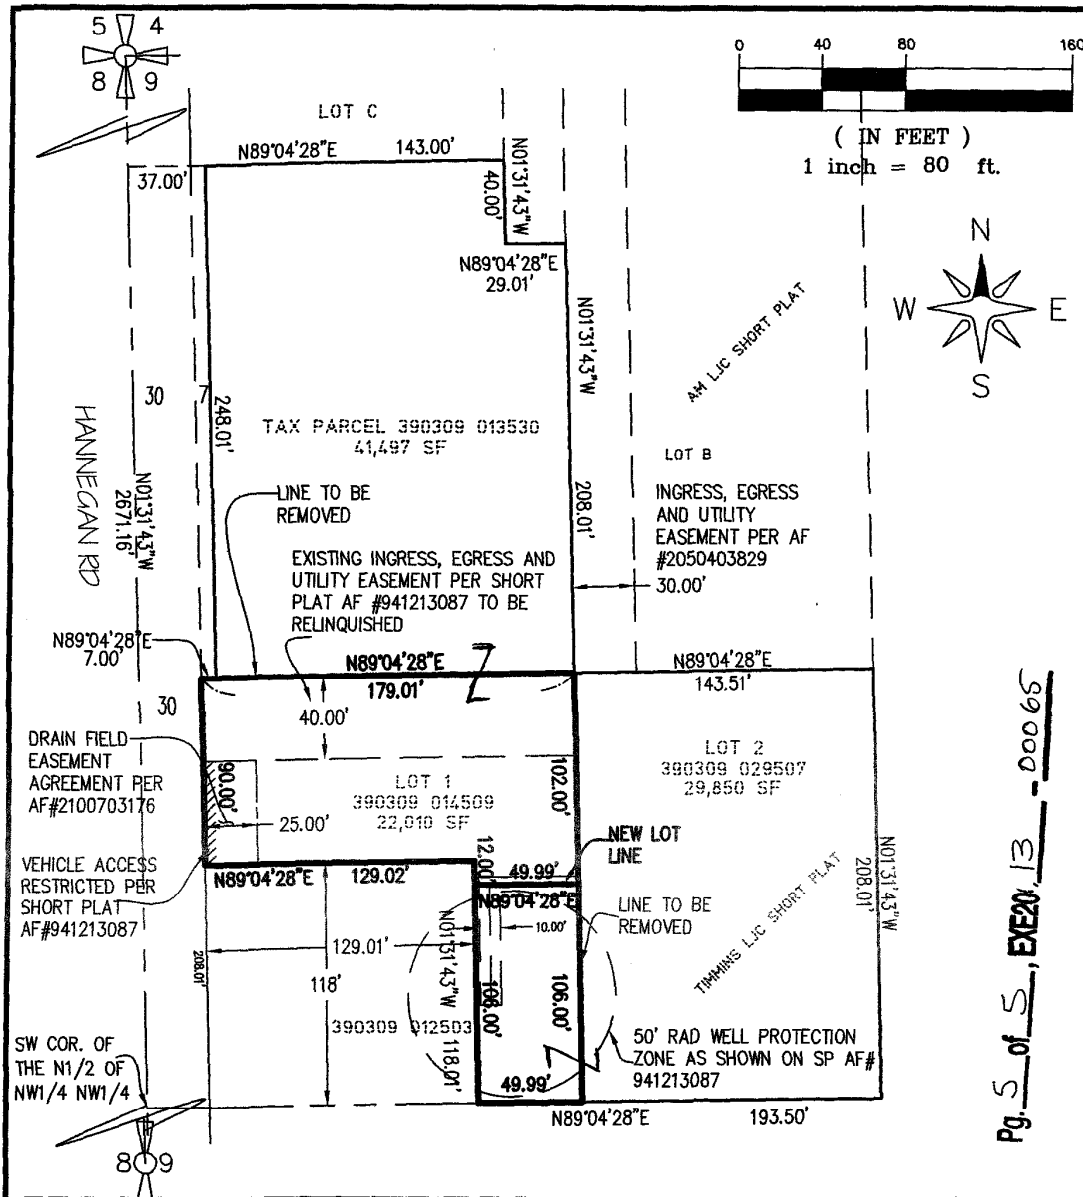 5 4
8 9
0 40 80 160
( IN FEET )
1 inch = 80 ft.
N
W E
S
LOT C
N89°04'28"E 143.00'
37.00'
40.00'
N01°31'43"W
N89°04'28"E
29.01'
N01°31'43"W
208.01'
AM LJC SHORT PLAT
30 7
248.01'
HANNEGAN RD
N01°31'43"W
2671.16'
TAX PARCEL 390309 013530
41,497 SF
LOT B
INGRESS, EGRESS
AND UTILITY
EASEMENT PER AF
#2050403829
30.00'
LINE TO BE
REMOVED
EXISTING INGRESS, EGRESS AND
UTILITY EASEMENT PER SHORT
PLAT AF #941213087 TO BE
RELINQUISHED
N89°04'28"E
7.00'
N89°04'28"E
179.01'
Z
N89°04'28"E
143.51'
30
40.00'
DRAIN FIELD
EASEMENT
AGREEMENT PER
AF#2100703176
90.00'
LOT 1
390309 014509
22,010 SF
102.00'
25.00'
LOT 2
390309 029507
29,850 SF
NEW LOT
LINE
VEHICLE ACCESS
RESTRICTED PER
SHORT PLAT
AF#941213087
N89°04'28"E 129.02'
12.00'
49.99'
N89°04'28"E
10.00'
LINE TO BE
REMOVED
TIMMINS LJC SHORT PLAT
N01°31'43"W
208.01'
208.01'
129.01'
118'
N01°31'43"W
118.01'
106.00'
106.00'
390309 012503
50' RAD WELL PROTECTION
ZONE AS SHOWN ON SP AF#
941213087
Z
49.99'
SW COR. OF
THE N1/2 OF
NW1/4 NW1/4
N89°04'28"E 193.50'
8 9
Pg. 5 of 5, EXE20 13 - 00065